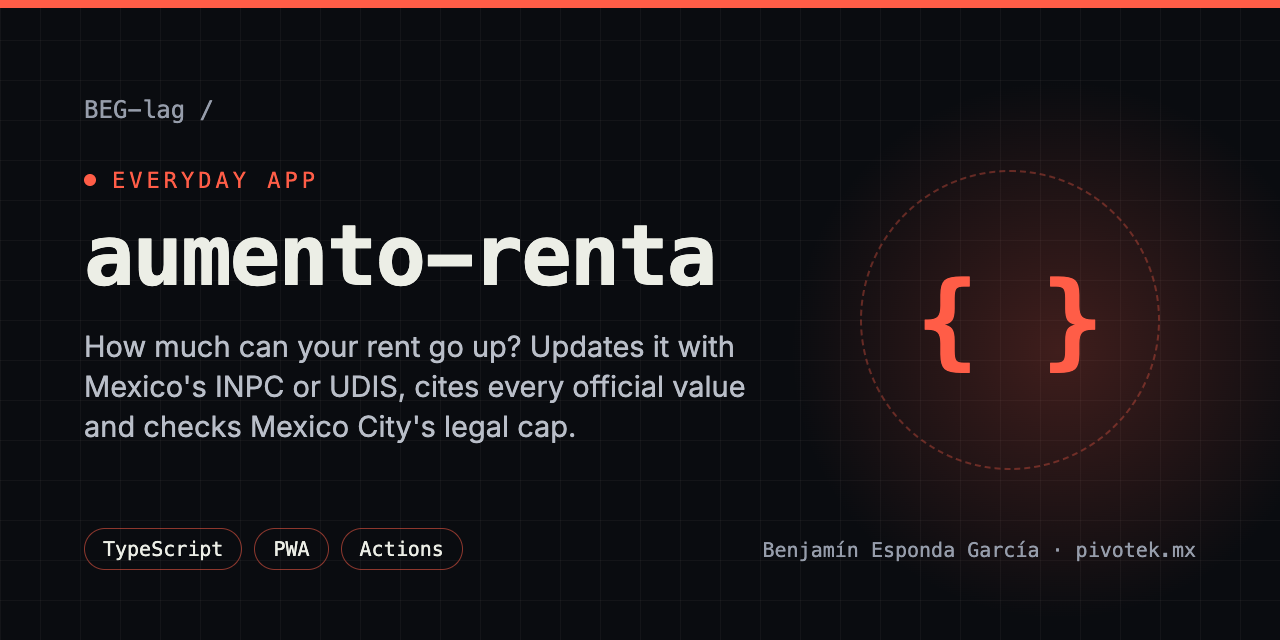 BEG-lag /
EVERYDAY APP
aumento-renta
How much can your rent go up? Updates it with
Mexico's INPC or UDIS, cites every official value
and checks Mexico City's legal cap.
{ }
TypeScript
PWA
Actions
Benjamín Esponda García · pivotek.mx